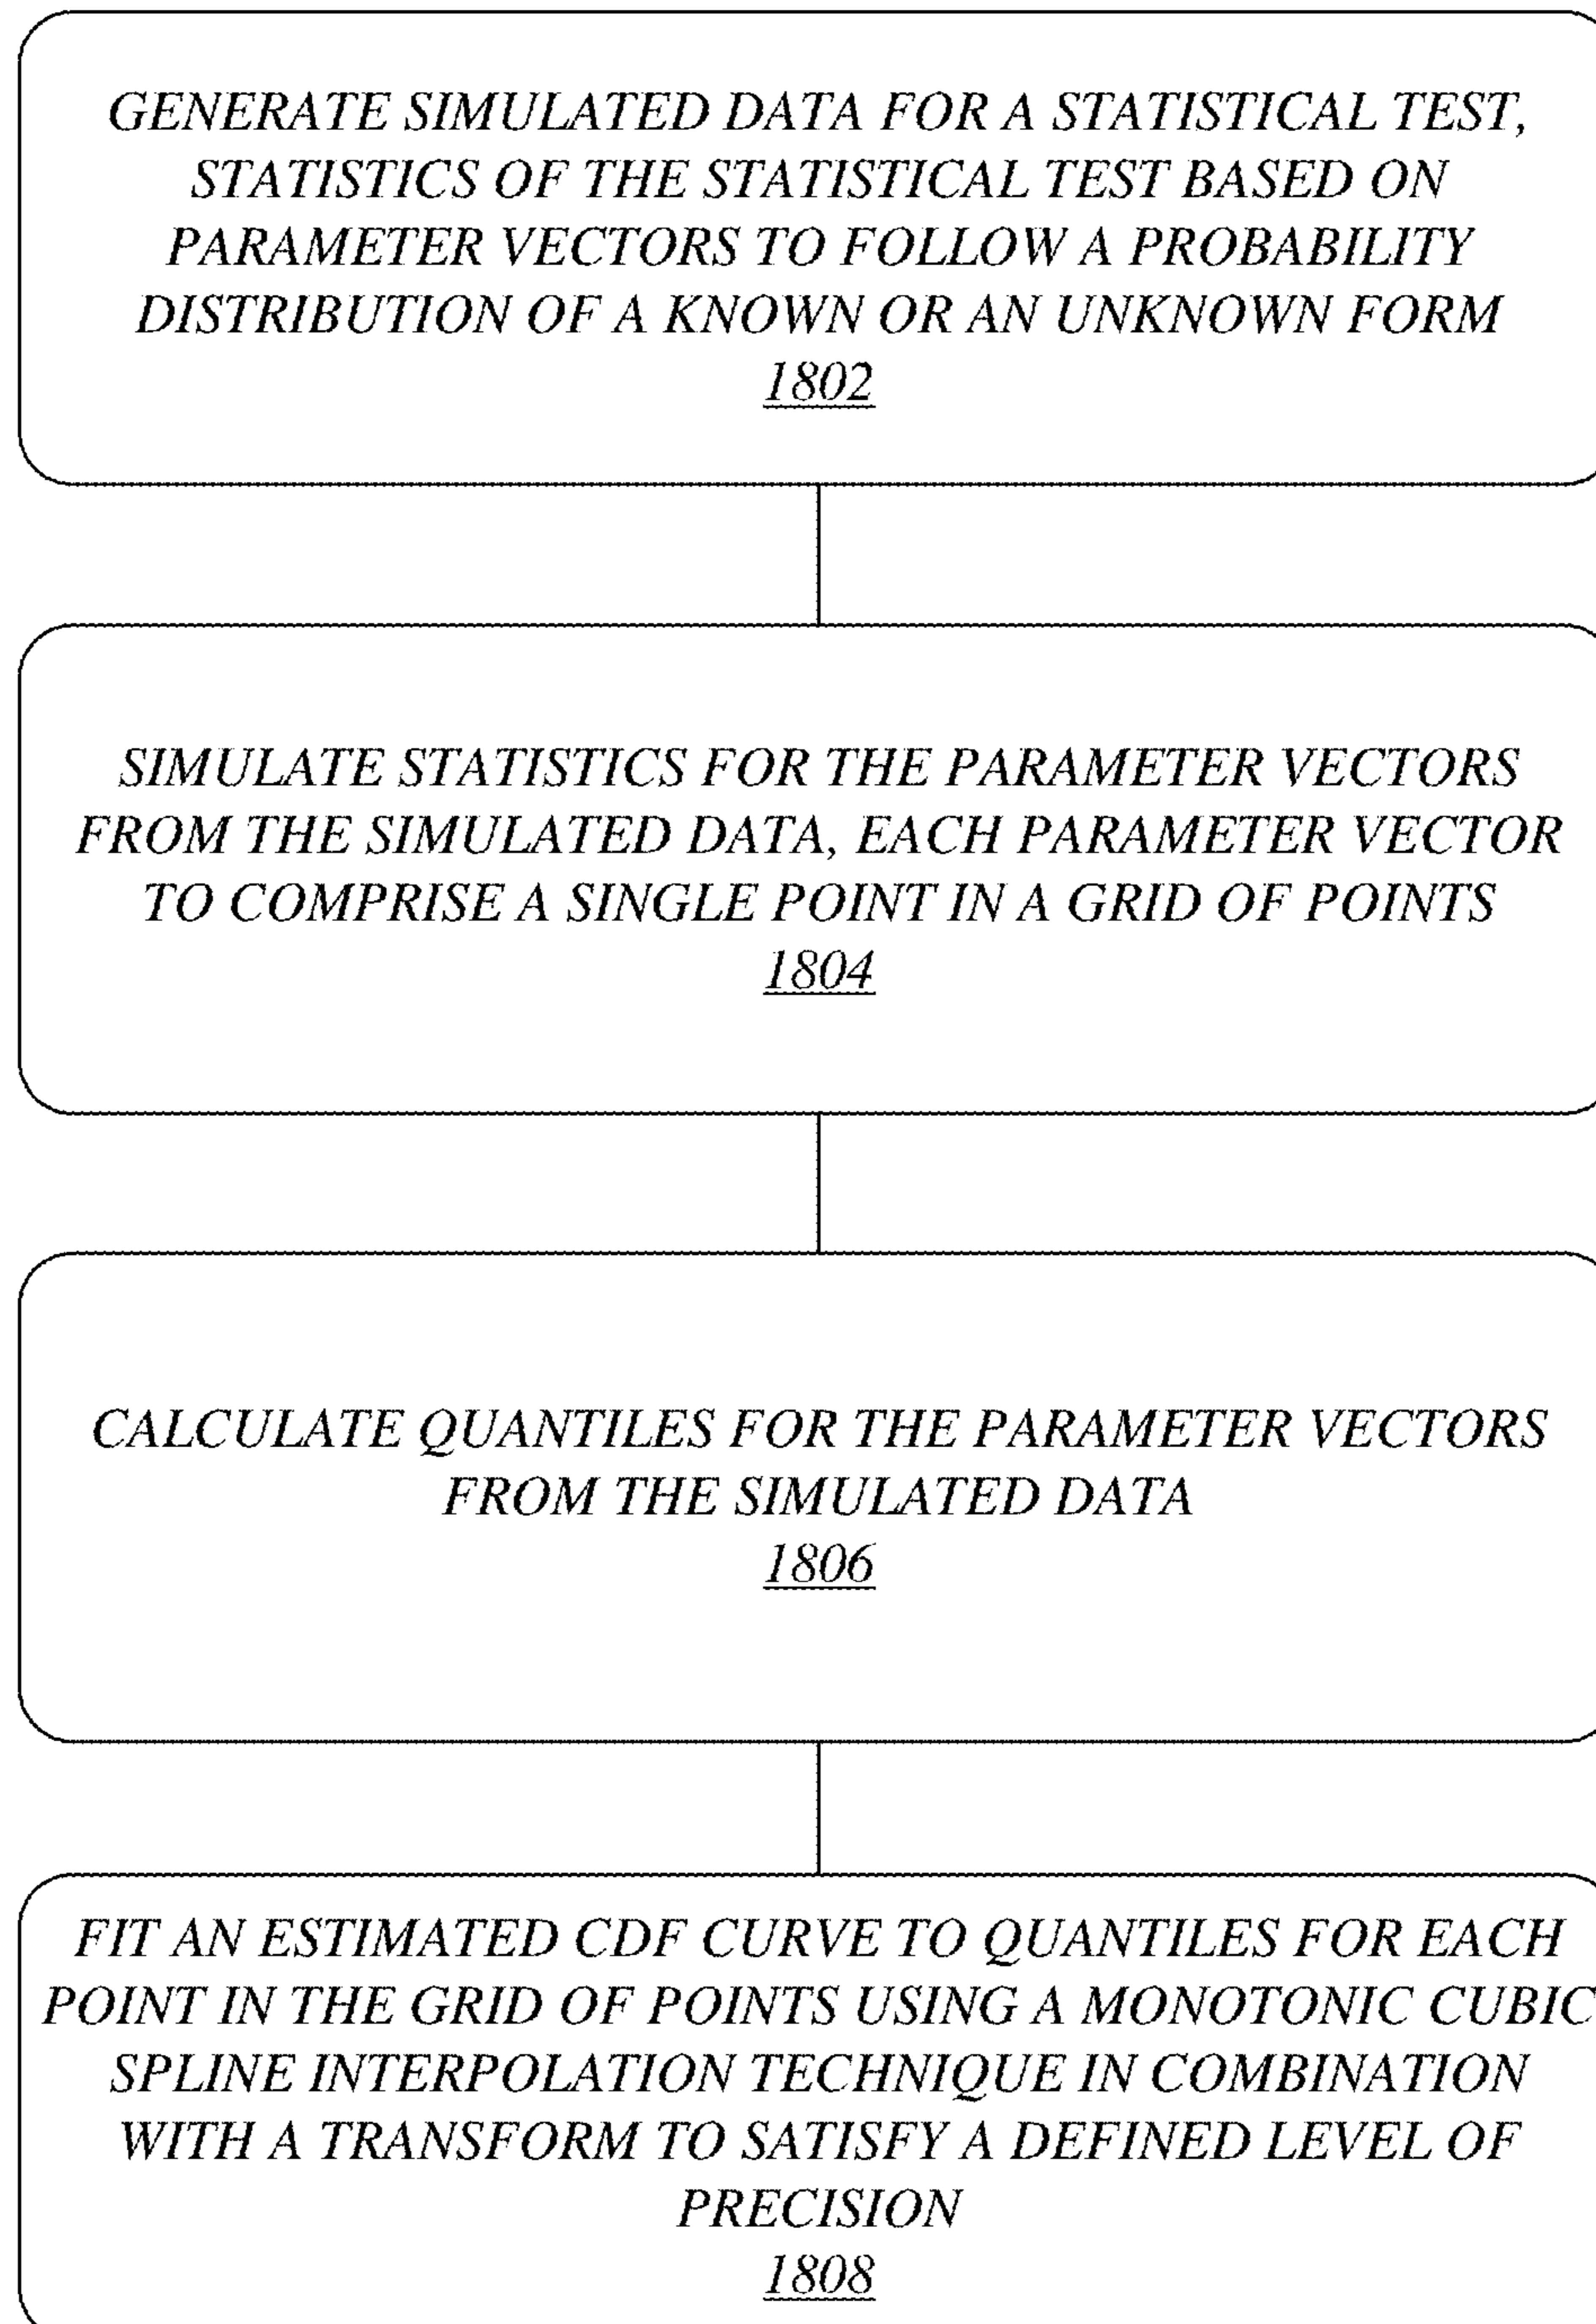 GENERATE SIMULATED DATA FOR A STATISTICAL TEST,
STATISTICS OF THE STATISTICAL TEST BASED ON
PARAMETER VECTORS TO FOLLOW A PROBABILITY
DISTRIBUTION OF A KNOWN OR AN UNKNOWN FORM
1802
SIMULATE STATISTICS FOR THE PARAMETER VECTORS
FROM THE SIMULATED DATA, EACH PARAMETER VECTOR
TO COMPRISE A SINGLE POINT IN A GRID OF POINTS
1804
CALCULATE QUANTILES FOR THE PARAMETER VECTORS
FROM THE SIMULATED DATA
1806
FIT AN ESTIMATED CDF CURVE TO QUANTILES FOR EACH
POINT IN THE GRID OF POINTS USING A MONOTONIC CUBIC
SPLINE INTERPOLATION TECHNIQUE IN COMBINATION
WITH A TRANSFORM TO SATISFY A DEFINED LEVEL OF
PRECISION
1808